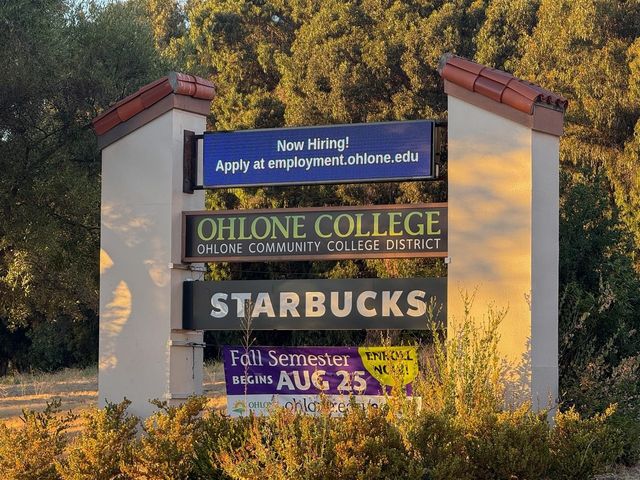 Now Hiring!
Apply at employment.ohlone.edu
OHLONE COLLEGE
OHLONE COMMUNITY COLLEGE DISTRICT
STARBUCKS
Fall Semester
BEGINS AUG 25
ENROLL
NOW!
OHLONE